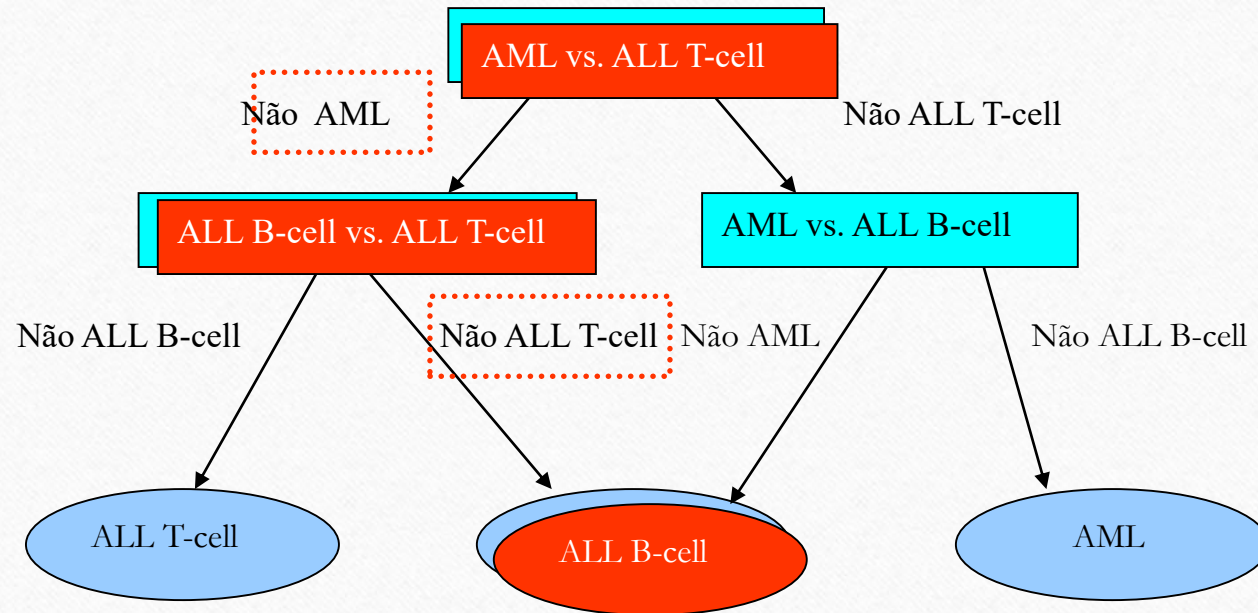 AML vs. ALL T-cell
Não AML
Não ALL T-cell
ALL B-cell vs. ALL T-cell
AML vs. ALL B-cell
Não ALL B-cell
Não ALL T-cell
Não AML
Não ALL B-cell
ALL T-cell
ALL B-cell
AML